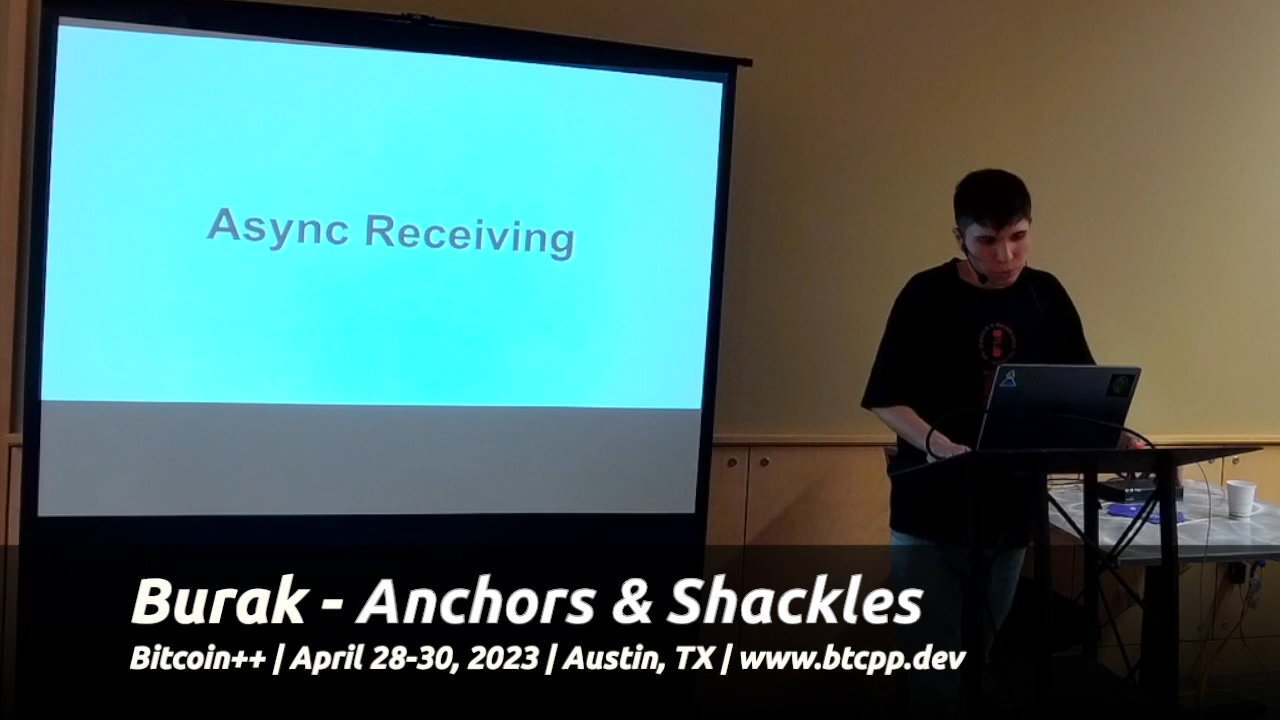 Async Receiving
Burak - Anchors & Shackles
Bitcoin++ | April 28-30, 2023 | Austin, TX | www.btcpp.dev